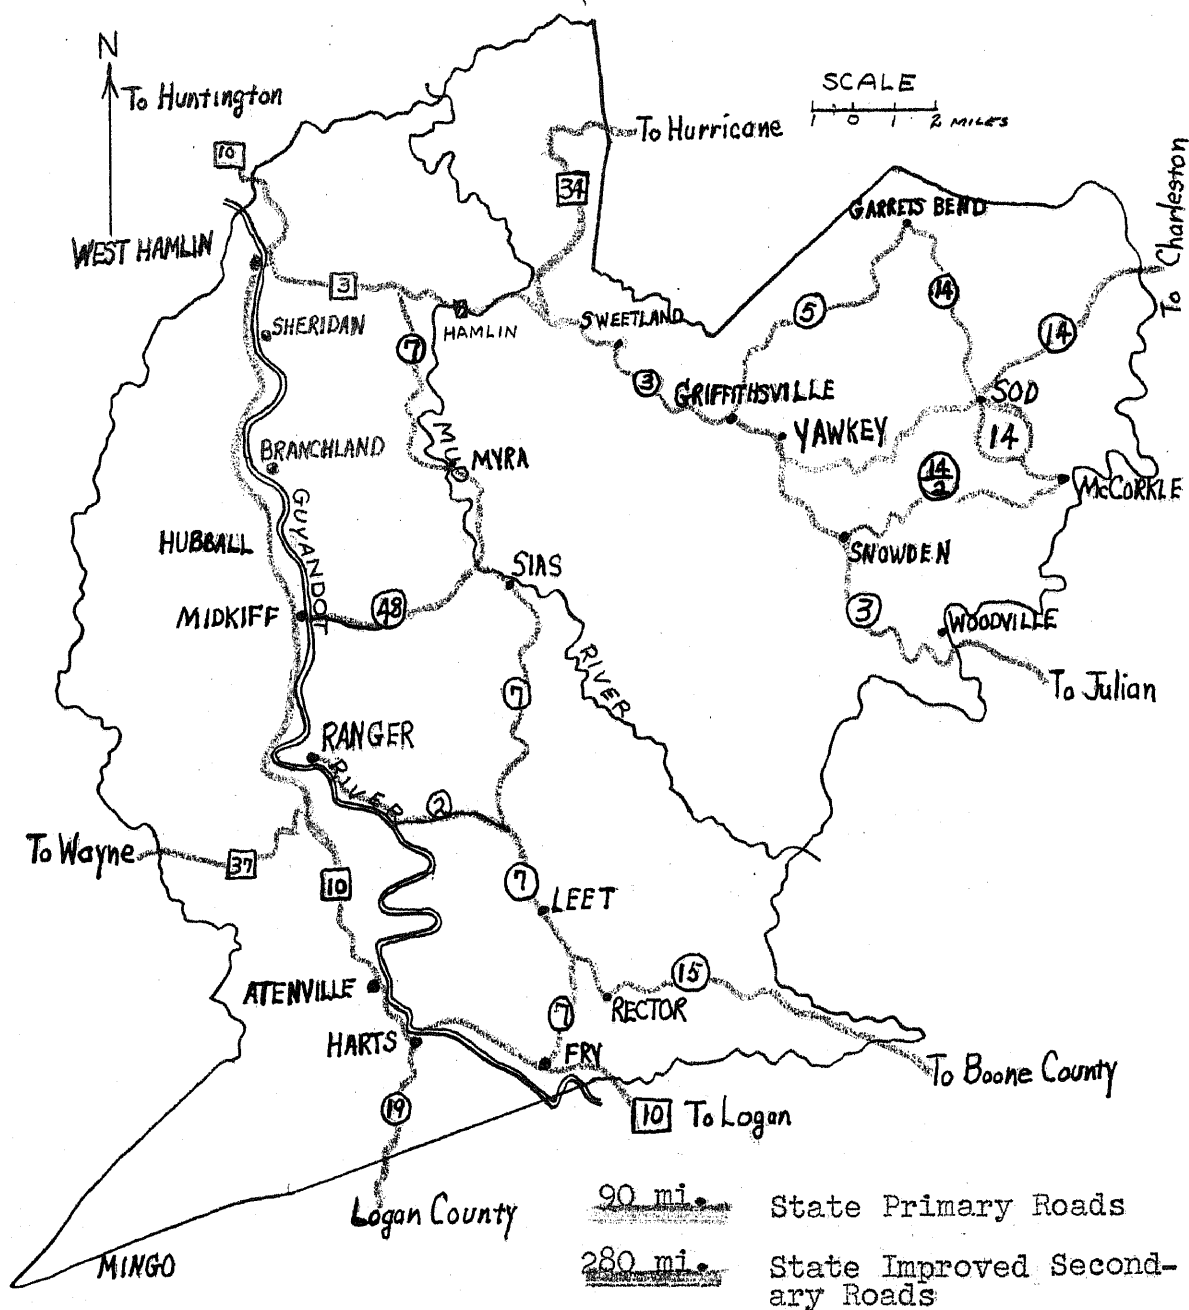 N
To Huntington
SCALE
1 0 1 2 MILES
To Hurricane
10
34
To Charleston
GARRETS BEND
WEST HAMLIN
3
5
14
14
SHERIDAN
HAMLIN
SWEETLAND
7
3
GRIFFITHSVILLE
SOD
YAWKEY
14
BRANCHLAND
MUD
MYRA
14
2
McCORKLE
GUYANDOT
HUBBALL
SNOWDEN
SIAS
MIDKIFF
48
3
WOODVILLE
RIVER
To Julian
7
RANGER
RIVER
2
To Wayne
37
10
7
LEET
ATENVILLE
15
RECTOR
7
HARTS
FRY
To Boone County
19
10 To Logan
Logan County
MINGO
90 mi. State Primary Roads
280 mi. State Improved Second-
ary Roads